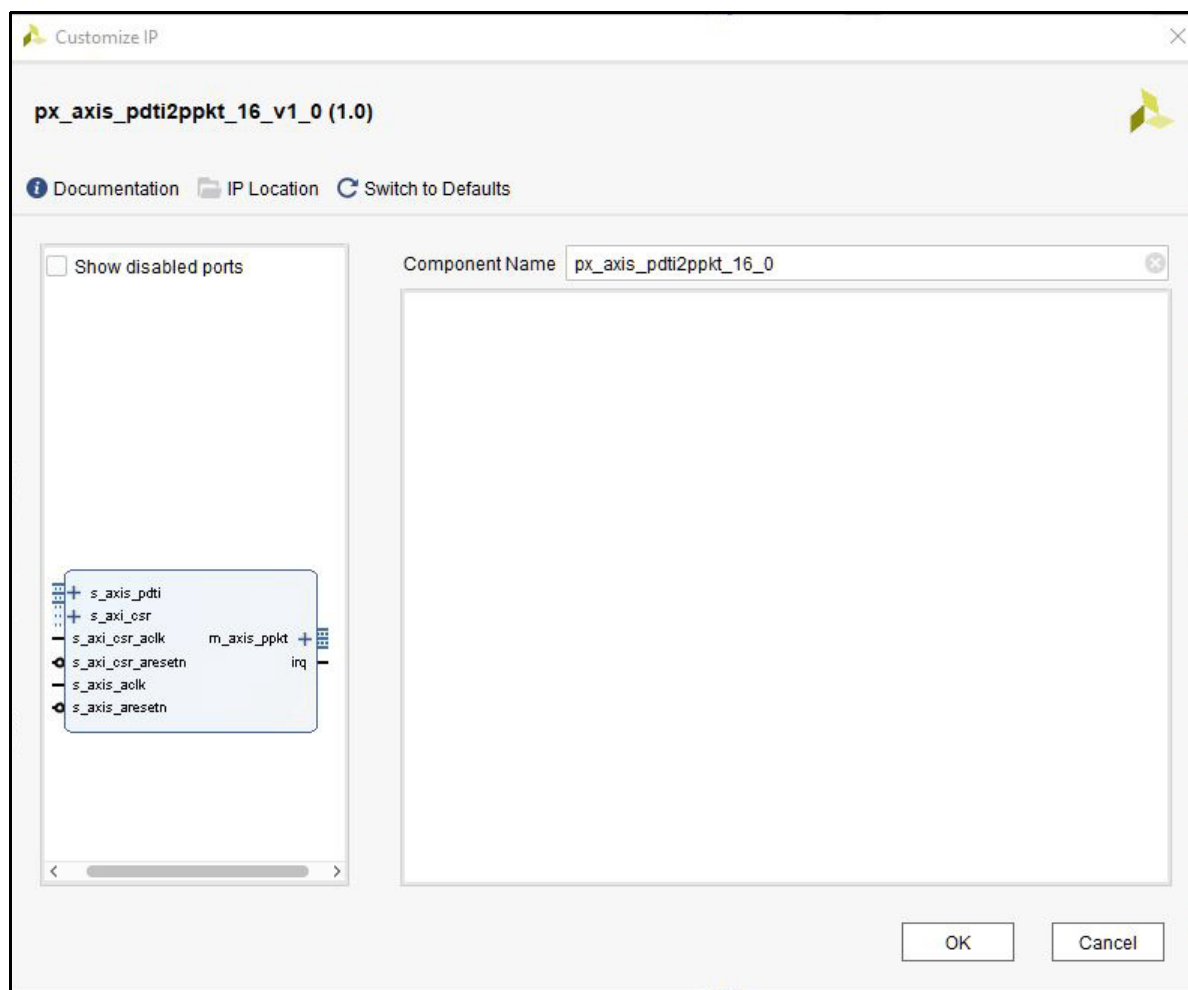 Customize IP
px_axis_pdti2ppkt_16_v1_0 (1.0)
Documentation IP Location Switch to Defaults
Show disabled ports
Component Name px_axis_pdti2ppkt_16_0
s_axis_pdti
s_axi_csr
s_axi_csr_aclk m_axis_ppkt
s_axi_csr_aresetn irq
s_axis_aclk
s_axis_aresetn
OK Cancel